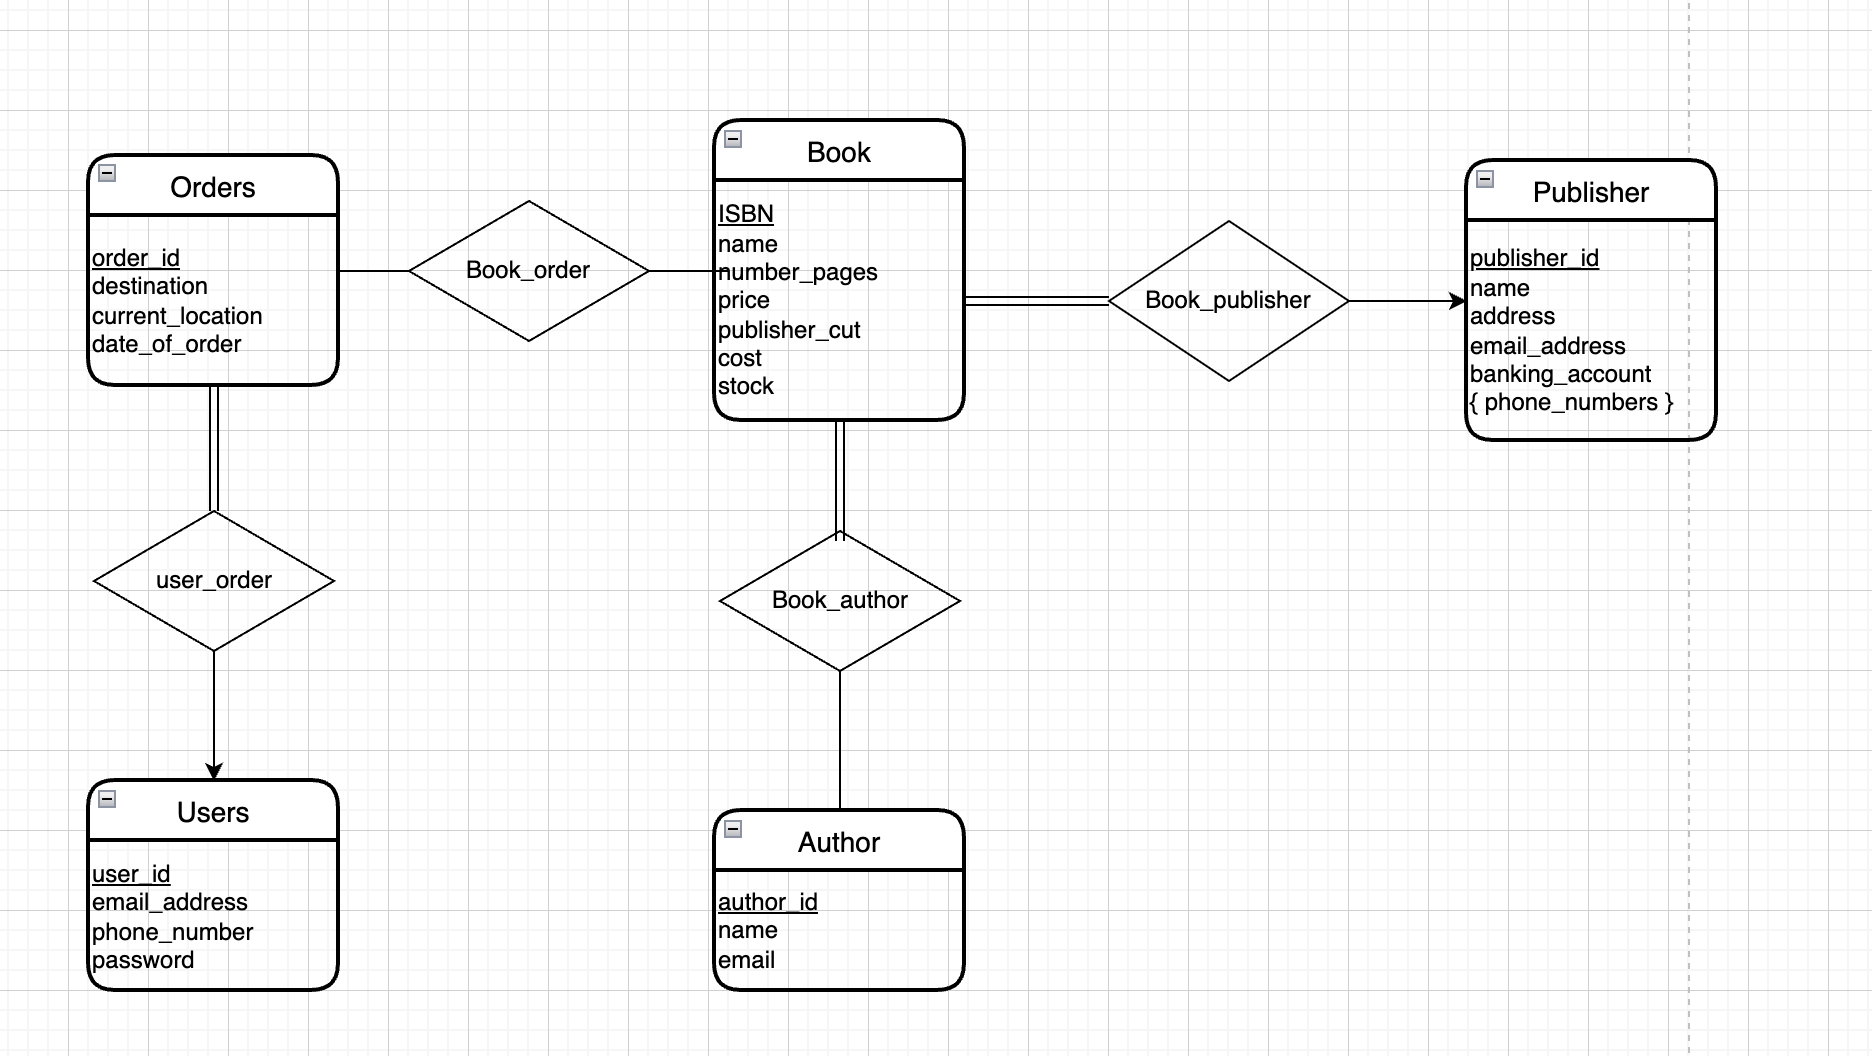 Orders
order_id
destination
current_location
date_of_order
Book_order
Book
ISBN
name
number_pages
price
publisher_cut
cost
stock
Book_publisher
Publisher
publisher_id
name
address
email_address
banking_account
{ phone_numbers }
user_order
Book_author
Users
user_id
email_address
phone_number
password
Author
author_id
name
email